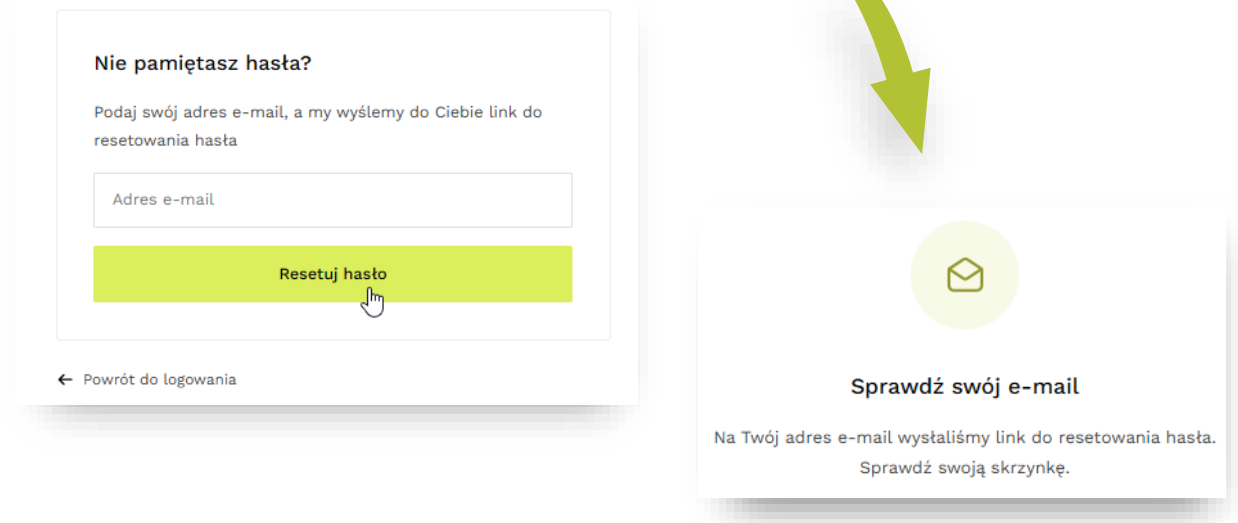 Nie pamiętasz hasła?
Podaj swój adres e-mail, a my wyślemy do Ciebie link do
resetowania hasła
Adres e-mail
Resetuj hasło
Powrót do logowania
Sprawdź swój e-mail
Na Twój adres e-mail wysłaliśmy link do resetowania hasła.
Sprawdź swoją skrzynkę.